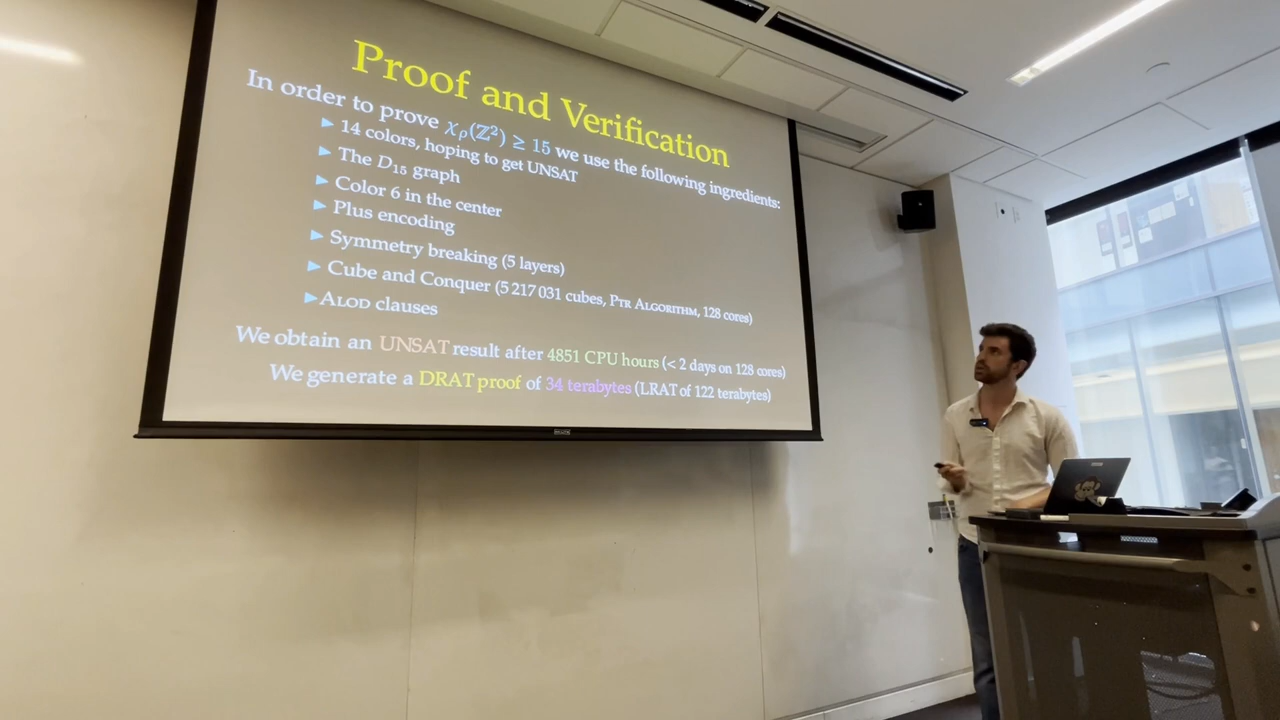 Proof and Verification
In order to prove χρ(ℤ²) ≥ 15 we use the following ingredients:
▶ 14 colors, hoping to get UNSAT
▶ The D₁₅ graph
▶ Color 6 in the center
▶ Plus encoding
▶ Symmetry breaking (5 layers)
▶ Cube and Conquer (5 217 031 cubes, PTR ALGORITHM, 128 cores)
▶ ALOD clauses
We obtain an UNSAT result after 4851 CPU hours (< 2 days on 128 cores)
We generate a DRAT proof of 34 terabytes (LRAT of 122 terabytes)